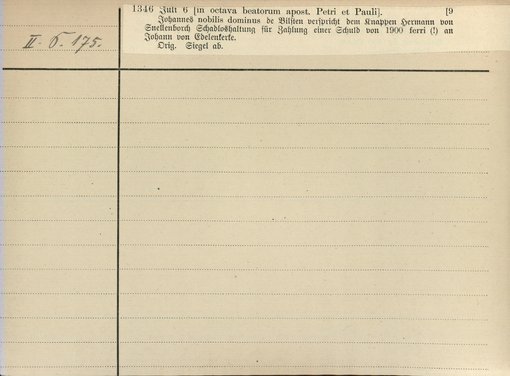 1346 Juli 6 [in octava beatorum apost. Petri et Pauli]. [9
Johannes nobilis dominus de Bilsten verspricht dem Knappen Hermann von
Snellenborch Schadloshaltung für Zahlung einer Schuld von 1900 ferri (!) an
Johann von Edelenkerke.
Orig. Siegel ab.
II. 6. 175.